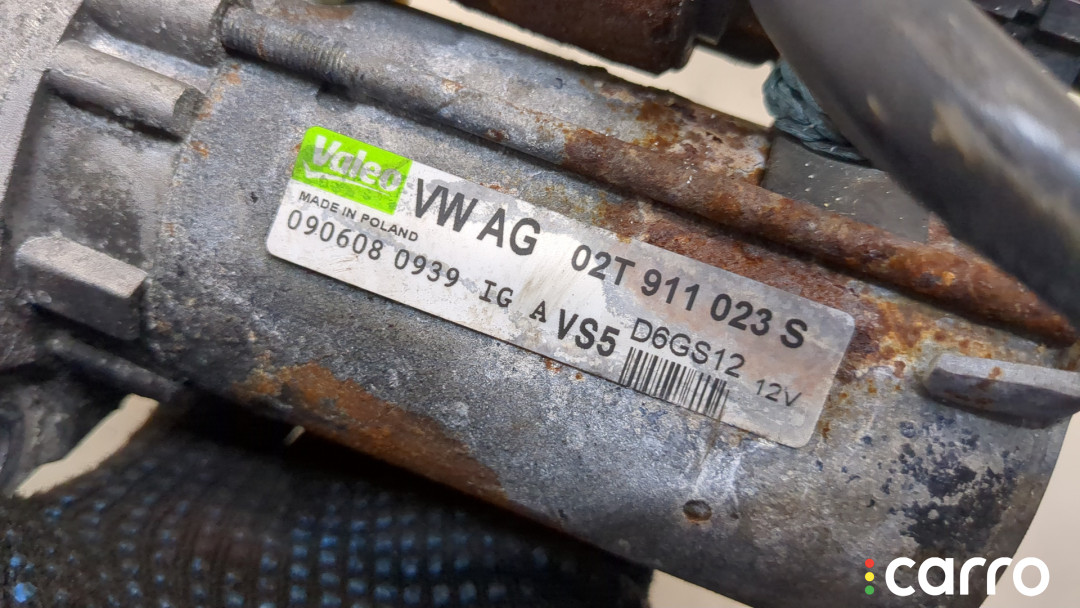 Valeo
VW AG 02T 911 023 S
MADE IN POLAND
090608 0939 IG A VS5 D6GS12 12V
carro